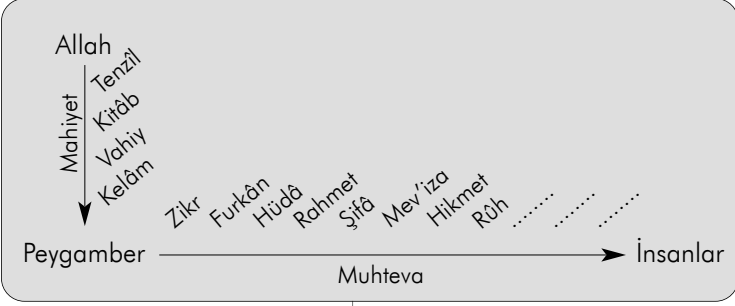 Allah
Tenzîl
Kitâb
Vahiy
Kelâm
Mahiyet
Zikr
Furkân
Hüdâ
Rahmet
Şifâ
Mev’iza
Hikmet
Rûh
...........
...........
...........
Peygamber
İnsanlar
Muhteva